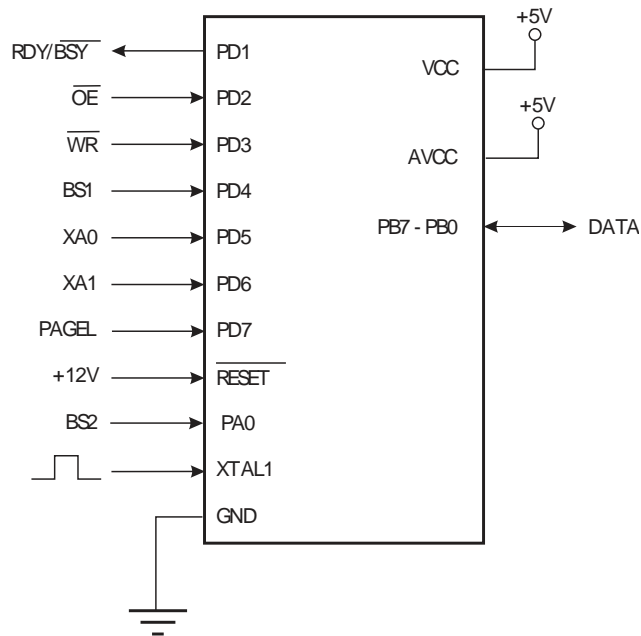 +5V
RDY/BSY PD1
VCC
OE PD2
+5V
WR PD3
AVCC
BS1 PD4
PB7 - PB0 DATA
XA0 PD5
XA1 PD6
PAGEL PD7
+12V RESET
BS2 PA0
XTAL1
GND